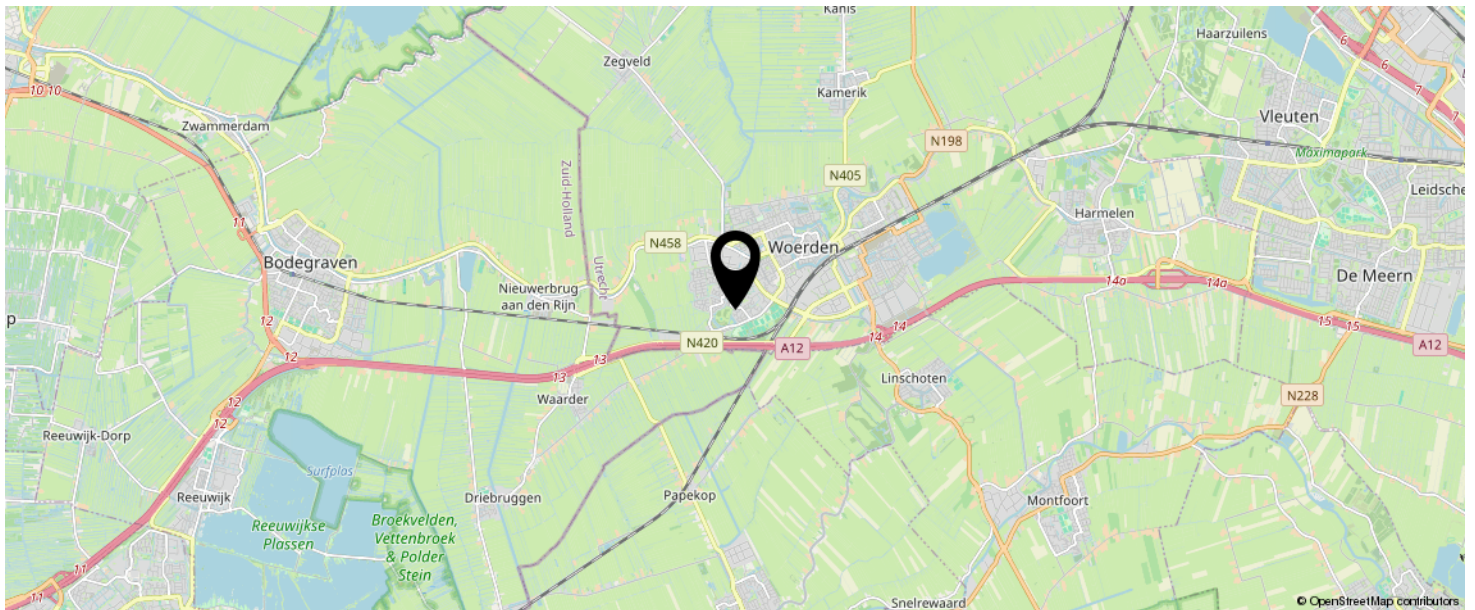 Kanis
Haarzuilens
6
6
7
7
Zegveld
Kamerik
10 10
Vleuten
Zwammerdam
N198
Maximapark
Zuid-Holland
N405
Leidsche
Harmelen
11
N458
Woerden
Bodegraven
Utrecht
De Meern
Nieuwerbrug
aan den Rijn
14a
14a
12
14
14
15
15
N420
A12
A12
12
13
13
Linschoten
Waarder
N228
12
12
Reeuwijk-Dorp
Surfplas
Reeuwijk
Driebruggen
Papekop
Montfoort
Reeuwijkse
Plassen
Broekvelden,
Vettenbroek
& Polder
Stein
11
11
Snelrewaard
© OpenStreetMap contributors